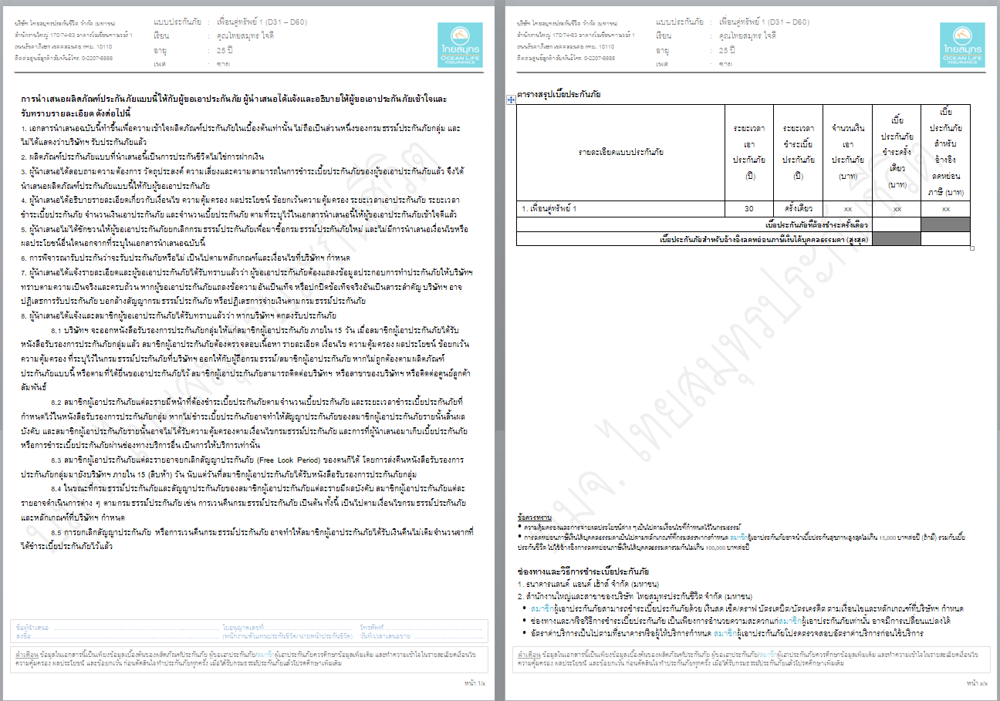 บริษัท ไทยสมุทรประกันชีวิต จำกัด (มหาชน)
สำนักงานใหญ่ 170/74-83 อาคารโอเชี่ยนทาวเวอร์ 1
ถนนรัชดาภิเษก เขตคลองเตย กทม. 10110
ติดต่อศูนย์ลูกค้าสัมพันธ์โทร. 0-2207-8888
แบบประกันภัย : เพื่อนคู่ทรัพย์ 1 (D31 – D60)
เรียน : คุณไทยสมุทร ใจดี
อายุ : 25 ปี
เพศ : ชาย
ไทยสมุทร
OCEAN LIFE
INSURANCE
การนำเสนอผลิตภัณฑ์ประกันภัยแบบนี้ให้กับผู้ขอเอาประกันภัย ผู้นำเสนอได้แจ้งและอธิบายให้ผู้ขอเอาประกันภัยเข้าใจและ
รับทราบรายละเอียด ดังต่อไปนี้
1. เอกสารนำเสนอฉบับนี้ทำขึ้นเพื่อความเข้าใจผลิตภัณฑ์ประกันภัยในเบื้องต้นเท่านั้น ไม่ถือเป็นส่วนหนึ่งของกรมธรรม์ประกันภัยกลุ่ม และ
ไม่ได้แสดงว่าบริษัทฯ รับประกันภัยแล้ว
2. ผลิตภัณฑ์ประกันภัยแบบที่นำเสนอนี้เป็นการประกันชีวิตไม่ใช่การฝากเงิน
3. ผู้นำเสนอได้สอบถามความต้องการ วัตถุประสงค์ ความเสี่ยงและความสามารถในการชำระเบี้ยประกันภัยของผู้ขอเอาประกันภัยแล้ว จึงได้
นำเสนอผลิตภัณฑ์ประกันภัยแบบนี้ให้กับผู้ขอเอาประกันภัย
4. ผู้นำเสนอได้อธิบายรายละเอียดเกี่ยวกับเงื่อนไข ความคุ้มครอง ผลประโยชน์ ข้อยกเว้นความคุ้มครอง ระยะเวลาเอาประกันภัย ระยะเวลา
ชำระเบี้ยประกันภัย จำนวนเงินเอาประกันภัย และจำนวนเบี้ยประกันภัย ตามที่ระบุไว้ในเอกสารนำเสนอนี้ให้ผู้ขอเอาประกันภัยเข้าใจดีแล้ว
5. ผู้นำเสนอไม่ได้ชักชวนให้ผู้ขอเอาประกันภัยยกเลิกกรมธรรม์ประกันภัยเพื่อมาซื้อกรมธรรม์ประกันภัยใหม่ และไม่มีการนำเสนอเงื่อนไขหรือ
ผลประโยชน์อื่นใดนอกจากที่ระบุในเอกสารนำเสนอฉบับนี้
6. การพิจารณารับประกันว่าจะรับประกันภัยหรือไม่ เป็นไปตามหลักเกณฑ์และเงื่อนไขที่บริษัทฯ กำหนด
7. ผู้นำเสนอได้แจ้งรายละเอียดและผู้ขอเอาประกันภัยได้รับทราบแล้วว่า ผู้ขอเอาประกันภัยต้องแถลงข้อมูลประกอบการทำประกันภัยให้บริษัทฯ
ทราบตามความเป็นจริงและครบถ้วน หากผู้ขอเอาประกันภัยแถลงข้อความอันเป็นเท็จ หรือปกปิดข้อเท็จจริงอันเป็นสาระสำคัญ บริษัทฯ อาจ
ปฏิเสธการรับประกันภัย บอกล้างสัญญากรมธรรม์ประกันภัย หรือปฏิเสธการจ่ายเงินตามกรมธรรม์ประกันภัย
8. ผู้นำเสนอได้แจ้งและสมาชิกผู้ขอเอาประกันภัยได้รับทราบแล้วว่า หากบริษัทฯ ตกลงรับประกันภัย
8.1 บริษัทฯ จะออกหนังสือรับรองการประกันภัยกลุ่มให้แก่สมาชิกผู้เอาประกันภัย ภายใน 15 วัน เมื่อสมาชิกผู้เอาประกันภัยได้รับ
หนังสือรับรองการประกันภัยกลุ่มแล้ว สมาชิกผู้เอาประกันภัยต้องตรวจสอบเนื้อหา รายละเอียด เงื่อนไข ความคุ้มครอง ผลประโยชน์ ข้อยกเว้น
ความคุ้มครอง ที่ระบุไว้ในกรมธรรม์ประกันภัยที่บริษัทฯ ออกให้กับผู้ถือกรมธรรม์/สมาชิกผู้เอาประกันภัย หากไม่ถูกต้องตามผลิตภัณฑ์
ประกันภัยแบบนี้ หรือตามที่ได้ยื่นขอเอาประกันภัยไว้ สมาชิกผู้เอาประกันภัยสามารถติดต่อบริษัทฯ หรือสาขาของบริษัทฯ หรือติดต่อศูนย์ลูกค้า
สัมพันธ์
8.2 สมาชิกผู้เอาประกันภัยแต่ละรายมีหน้าที่ต้องชำระเบี้ยประกันภัยตามจำนวนเบี้ยประกันภัย และระยะเวลาชำระเบี้ยประกันภัยที่
กำหนดไว้ในหนังสือรับรองการประกันภัยกลุ่ม หากไม่ชำระเบี้ยประกันภัยอาจทำให้สัญญาประกันภัยของสมาชิกผู้เอาประกันภัยรายนั้นสิ้นผล
บังคับ และสมาชิกผู้เอาประกันภัยรายนั้นอาจไม่ได้รับความคุ้มครองตามเงื่อนไขกรมธรรม์ประกันภัย และการที่ผู้นำเสนอมาเก็บเบี้ยประกันภัย
หรือการชำระเบี้ยประกันภัยผ่านช่องทางบริการอื่น เป็นการให้บริการเท่านั้น
8.3 สมาชิกผู้เอาประกันภัยแต่ละรายอาจยกเลิกสัญญาประกันภัย (Free Look Period) ของตนก็ได้ โดยการส่งคืนหนังสือรับรองการ
ประกันภัยกลุ่มมายังบริษัทฯ ภายใน 15 (สิบห้า) วัน นับแต่วันที่สมาชิกผู้เอาประกันภัยได้รับหนังสือรับรองการประกันภัยกลุ่ม
8.4 ในขณะที่กรมธรรม์ประกันภัยและสัญญาประกันภัยของสมาชิกผู้เอาประกันภัยแต่ละรายมีผลบังคับ สมาชิกผู้เอาประกันภัยแต่ละ
รายอาจดำเนินการต่าง ๆ ตามกรมธรรม์ประกันภัย เช่น การเวนคืนกรมธรรม์ประกันภัย เป็นต้น ทั้งนี้ เป็นไปตามเงื่อนไขกรมธรรม์ประกันภัย
และหลักเกณฑ์ที่บริษัทฯ กำหนด
8.5 การยกเลิกสัญญาประกันภัย หรือการเวนคืนกรมธรรม์ประกันภัย อาจทำให้สมาชิกผู้เอาประกันภัยได้รับเงินคืนไม่เต็มจำนวนจากที่
ได้ชำระเบี้ยประกันภัยไว้แล้ว
ชื่อผู้นำเสนอ ใบอนุญาตเลขที่ โทรศัพท์
ลงชื่อ (พนักงาน/ตัวแทนประกันชีวิต/ นายหน้าประกันชีวิต) วันที่/เวลาเสนอขาย
คำเตือน ข้อมูลในเอกสารนี้เป็นเพียงข้อมูลเบื้องต้นของผลิตภัณฑ์ประกันภัย ผู้ขอเอาประกันภัย/สมาชิกผู้เอาประกันภัยควรศึกษาข้อมูลเพิ่มเติม และทำความเข้าใจในรายละเอียดเงื่อนไข
ความคุ้มครอง ผลประโยชน์ และข้อยกเว้น ก่อนตัดสินใจทำประกันภัยทุกครั้ง เมื่อได้รับกรมธรรม์ประกันภัยแล้วโปรดศึกษาเพิ่มเติม
หน้า 1/x
บริษัท ไทยสมุทรประกันชีวิต จำกัด (มหาชน)
สำนักงานใหญ่ 170/74-83 อาคารโอเชี่ยนทาวเวอร์ 1
ถนนรัชดาภิเษก เขตคลองเตย กทม. 10110
ติดต่อศูนย์ลูกค้าสัมพันธ์โทร. 0-2207-8888
แบบประกันภัย : เพื่อนคู่ทรัพย์ 1 (D31 – D60)
เรียน : คุณไทยสมุทร ใจดี
อายุ : 25 ปี
เพศ : ชาย
ไทยสมุทร
OCEAN LIFE
INSURANCE
ตารางสรุปเบี้ยประกันภัย
รายละเอียดแบบประกันภัย
ระยะเวลา
เอา
ประกันภัย
(ปี)
ระยะเวลา
ชำระเบี้ย
ประกันภัย
(ปี)
จำนวนเงิน
เอา
ประกันภัย
(บาท)
เบี้ย
ประกันภัย
ชำระครั้ง
เดียว
(บาท)
เบี้ย
ประกันภัย
สำหรับ
อ้างอิง
ลดหย่อน
ภาษี (บาท)
1. เพื่อนคู่ทรัพย์ 1 30 ครั้งเดียว xx xx xx
เบี้ยประกันภัยที่ต้องชำระครั้งเดียว
เบี้ยประกันภัยสำหรับอ้างอิงลดหย่อนภาษีเงินได้บุคคลธรรมดา (สูงสุด)
ข้อควรทราบ
• ความคุ้มครองและการจ่ายผลประโยชน์ต่าง ๆ เป็นไปตามเงื่อนไขที่กำหนดไว้ในกรมธรรม์
• การลดหย่อนภาษีเงินได้บุคคลธรรมดาเป็นไปตามหลักเกณฑ์ที่กรมสรรพากรกำหนด สมาชิกผู้เอาประกันภัยอาจนำเบี้ยประกันสุขภาพสูงสุดไม่เกิน 15,000 บาทต่อปี (ถ้ามี) รวมกับเบี้ย
ประกันชีวิต ไปใช้อ้างอิงการลดหย่อนภาษีเงินได้บุคคลธรรมดารวมกันไม่เกิน 100,000 บาทต่อปี
ช่องทางและวิธีการชำระเบี้ยประกันภัย
1. ธนาคารแลนด์ แอนด์ เฮ้าส์ จำกัด (มหาชน)
2. สำนักงานใหญ่และสาขาของบริษัท ไทยสมุทรประกันชีวิต จำกัด (มหาชน)
• สมาชิกผู้เอาประกันภัยสามารถชำระเบี้ยประกันภัยด้วย เงินสด เช็ค/ดราฟ บัตรเดบิต/บัตรเครดิต ตามเงื่อนไขและหลักเกณฑ์ที่บริษัทฯ กำหนด
• ช่องทางและ/หรือวิธีการชำระเบี้ยประกันภัย เป็นเพียงการอำนวยความสะดวกแก่สมาชิกผู้เอาประกันภัยเท่านั้น อาจมีการเปลี่ยนแปลงได้
• อัตราค่าบริการเป็นไปตามที่ธนาคารหรือผู้ให้บริการกำหนด สมาชิกผู้เอาประกันภัยโปรดตรวจสอบอัตราค่าบริการก่อนใช้บริการ
คำเตือน ข้อมูลในเอกสารนี้เป็นเพียงข้อมูลเบื้องต้นของผลิตภัณฑ์ประกันภัย ผู้ขอเอาประกันภัย/สมาชิกผู้เอาประกันภัยควรศึกษาข้อมูลเพิ่มเติม และทำความเข้าใจในรายละเอียดเงื่อนไข
ความคุ้มครอง ผลประโยชน์ และข้อยกเว้น ก่อนตัดสินใจทำประกันภัยทุกครั้ง เมื่อได้รับกรมธรรม์ประกันภัยแล้วโปรดศึกษาเพิ่มเติม
หน้า x/x
บมจ. ไทยสมุทรประกันชีวิต
มจ. ไทยสมุทรประกันชีวิต